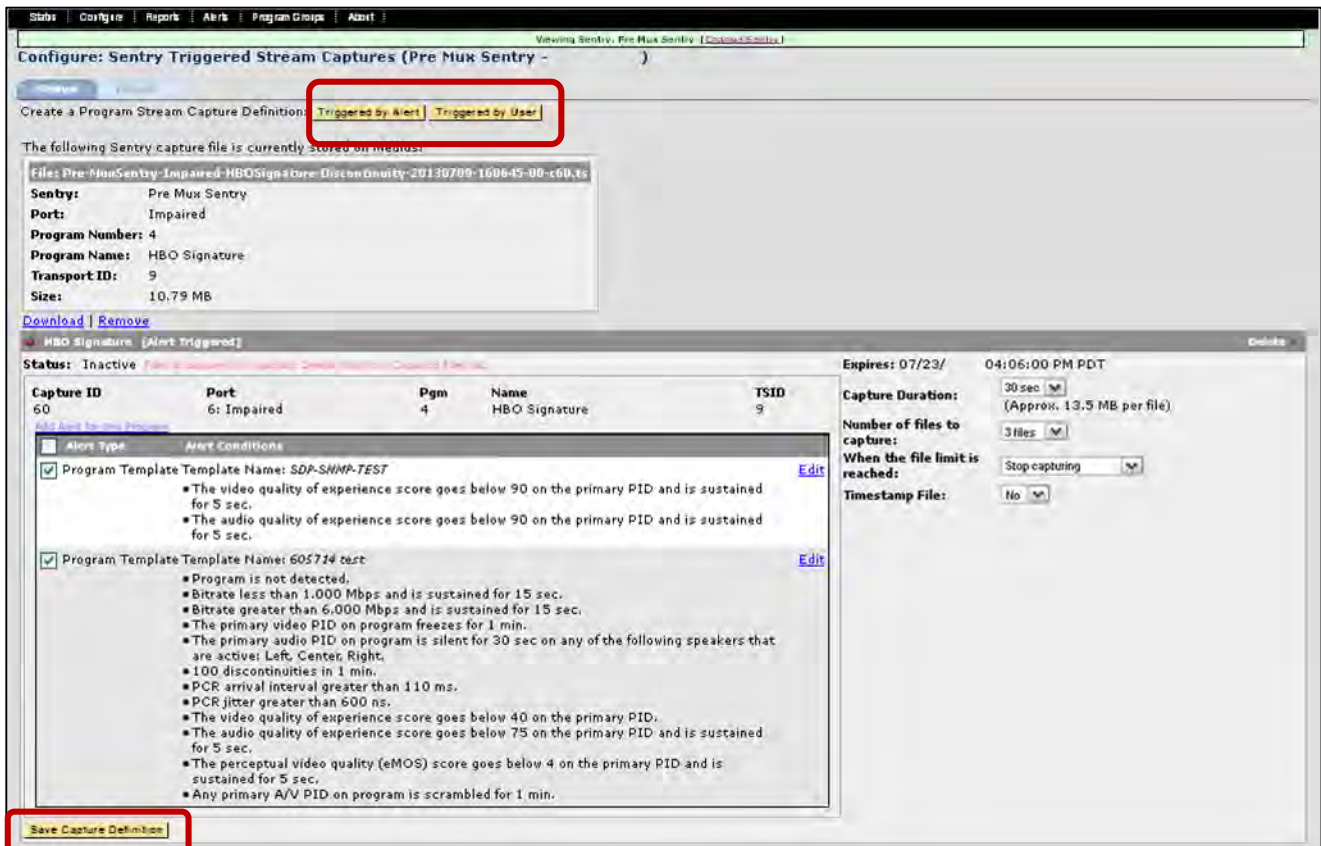 Status Configure Reports Alerts Program Groups About
Viewing Sentry: Pre Mux Sentry
Configure: Sentry Triggered Stream Captures (Pre Mux Sentry - )
Create a Program Stream Capture Definition: Triggered by Alert Triggered by User
The following Sentry capture file is currently stored on Medius:
File: Pre-MuxSentry-Impaired-HBOSignature-Discontinuity-20130709-160645-00-c60.ts
Sentry: Pre Mux Sentry
Port: Impaired
Program Number: 4
Program Name: HBO Signature
Transport ID: 9
Size: 10.79 MB
Download | Remove
HBO Signature [Alert Triggered] Delete
Status: Inactive
Expires: 07/23/ 04:06:00 PM PDT
Capture ID Port Pgm Name TSID
60 6: Impaired 4 HBO Signature 9
Add Alert for this Program
Alert Type Alert Conditions
Program Template Template Name: SDP-SNMP-TEST Edit
▪ The video quality of experience score goes below 90 on the primary PID and is sustained
for 5 sec.
▪ The audio quality of experience score goes below 90 on the primary PID and is sustained
for 5 sec.
Program Template Template Name: 605714 test Edit
▪ Program is not detected.
▪ Bitrate less than 1.000 Mbps and is sustained for 15 sec.
▪ Bitrate greater than 6.000 Mbps and is sustained for 15 sec.
▪ The primary video PID on program freezes for 1 min.
▪ The primary audio PID on program is silent for 30 sec on any of the following speakers that
are active: Left, Center, Right.
▪ 100 discontinuities in 1 min.
▪ PCR arrival interval greater than 110 ms.
▪ PCR jitter greater than 600 ns.
▪ The video quality of experience score goes below 40 on the primary PID.
▪ The audio quality of experience score goes below 75 on the primary PID and is sustained
for 5 sec.
▪ The perceptual video quality (eMOS) score goes below 4 on the primary PID and is
sustained for 5 sec.
▪ Any primary A/V PID on program is scrambled for 1 min.
Capture Duration: 30 sec
(Approx. 13.5 MB per file)
Number of files to
capture: 3 files
When the file limit is
reached: Stop capturing
Timestamp File: No
Save Capture Definition